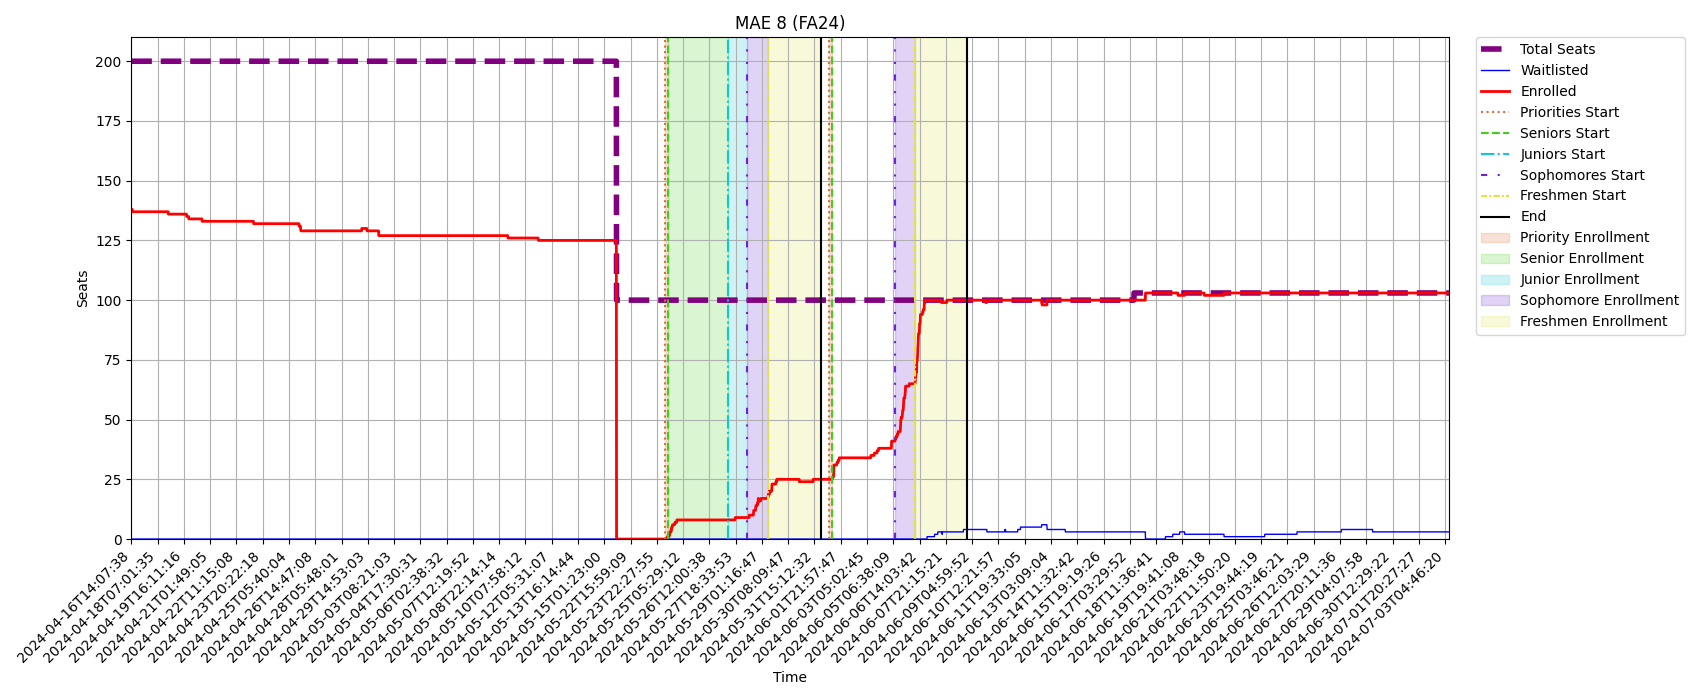 MAE 8 (FA24)
Total Seats
Waitlisted
Enrolled
Priorities Start
Seniors Start
Juniors Start
Sophomores Start
Freshmen Start
End
Priority Enrollment
Senior Enrollment
Junior Enrollment
Sophomore Enrollment
Freshmen Enrollment
Seats
200
175
150
125
100
75
50
25
0
2024-04-16T14:07:38
2024-04-18T07:01:35
2024-04-19T16:11:16
2024-04-21T01:49:05
2024-04-22T11:15:08
2024-04-23T20:22:18
2024-04-25T05:40:04
2024-04-26T14:47:08
2024-04-28T05:48:01
2024-04-29T14:53:03
2024-05-03T08:21:03
2024-05-04T17:30:31
2024-05-06T02:38:32
2024-05-07T12:19:52
2024-05-08T22:14:14
2024-05-10T07:58:12
2024-05-12T05:31:07
2024-05-13T16:14:44
2024-05-15T01:23:00
2024-05-22T15:59:09
2024-05-23T22:27:55
2024-05-25T05:29:12
2024-05-26T12:00:38
2024-05-27T18:33:53
2024-05-29T01:16:47
2024-05-30T08:09:47
2024-05-31T15:12:32
2024-06-01T21:57:47
2024-06-03T05:02:45
2024-06-05T06:38:09
2024-06-06T14:03:42
2024-06-07T21:15:21
2024-06-09T04:59:52
2024-06-10T12:21:57
2024-06-11T19:33:05
2024-06-13T03:09:04
2024-06-14T11:32:42
2024-06-15T19:19:26
2024-06-17T03:29:52
2024-06-18T11:36:41
2024-06-19T19:41:08
2024-06-21T03:48:18
2024-06-22T11:50:20
2024-06-23T19:44:19
2024-06-25T03:46:21
2024-06-26T12:03:29
2024-06-27T20:11:36
2024-06-29T04:07:58
2024-06-30T12:29:22
2024-07-01T20:27:27
2024-07-03T04:46:20
Time